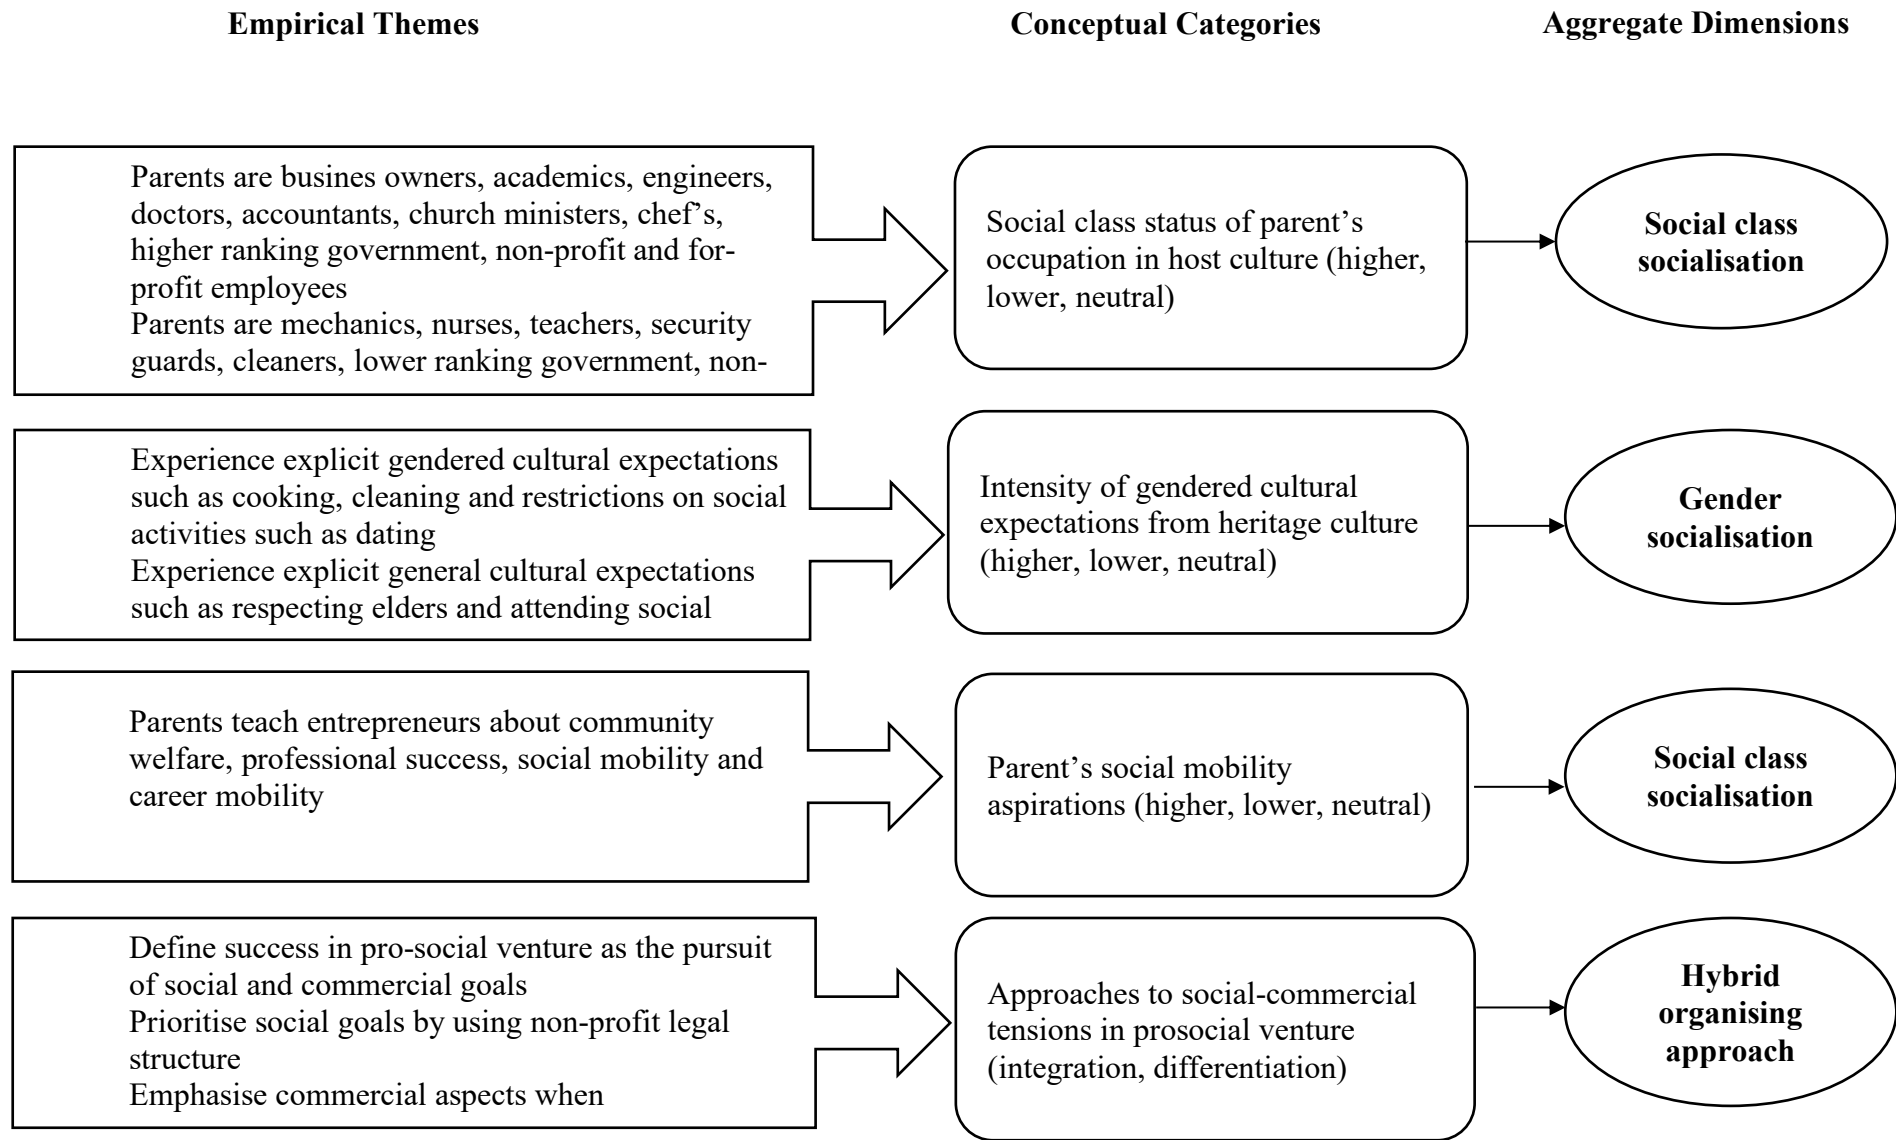 Empirical Themes
Conceptual Categories
Aggregate Dimensions
Parents are busines owners, academics, engineers,
doctors, accountants, church ministers, chef’s,
higher ranking government, non-profit and for-
profit employees
Parents are mechanics, nurses, teachers, security
guards, cleaners, lower ranking government, non-
Social class status of parent’s
occupation in host culture (higher,
lower, neutral)
Social class
socialisation
Experience explicit gendered cultural expectations
such as cooking, cleaning and restrictions on social
activities such as dating
Experience explicit general cultural expectations
such as respecting elders and attending social
Intensity of gendered cultural
expectations from heritage culture
(higher, lower, neutral)
Gender
socialisation
Parents teach entrepreneurs about community
welfare, professional success, social mobility and
career mobility
Parent’s social mobility
aspirations (higher, lower, neutral)
Social class
socialisation
Define success in pro-social venture as the pursuit
of social and commercial goals
Prioritise social goals by using non-profit legal
structure
Emphasise commercial aspects when
Approaches to social-commercial
tensions in prosocial venture
(integration, differentiation)
Hybrid
organising
approach